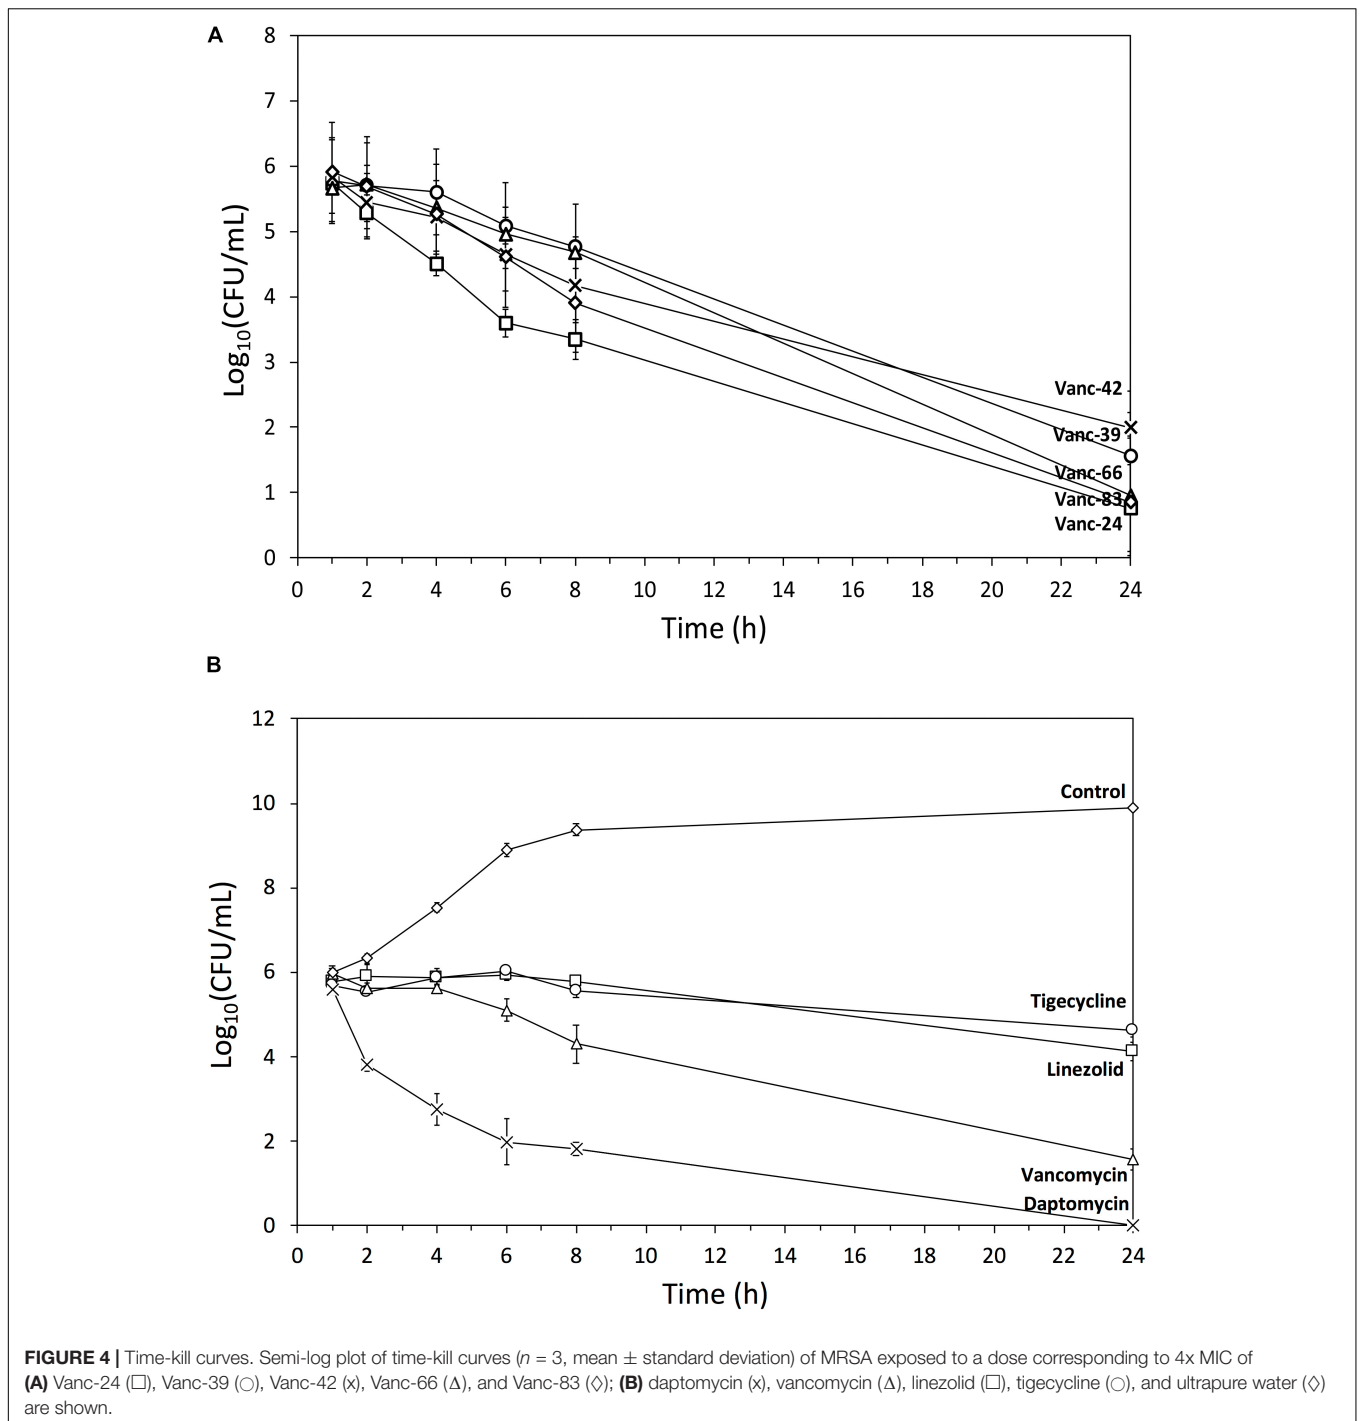 A
8
7
6
5
4
3
2
1
0
Log10(CFU/mL)
Vanc-42
Vanc-39
Vanc-66
Vanc-83
Vanc-24
0 2 4 6 8 10 12 14 16 18 20 22 24
Time (h)
B
12
10
8
6
4
2
0
Log10(CFU/mL)
Control
Tigecycline
Linezolid
Vancomycin
Daptomycin
0 2 4 6 8 10 12 14 16 18 20 22 24
Time (h)
FIGURE 4 | Time-kill curves. Semi-log plot of time-kill curves (n = 3, mean ± standard deviation) of MRSA exposed to a dose corresponding to 4x MIC of
(A) Vanc-24 (□), Vanc-39 (○), Vanc-42 (x), Vanc-66 (Δ), and Vanc-83 (◊); (B) daptomycin (x), vancomycin (Δ), linezolid (□), tigecycline (○), and ultrapure water (◊)
are shown.